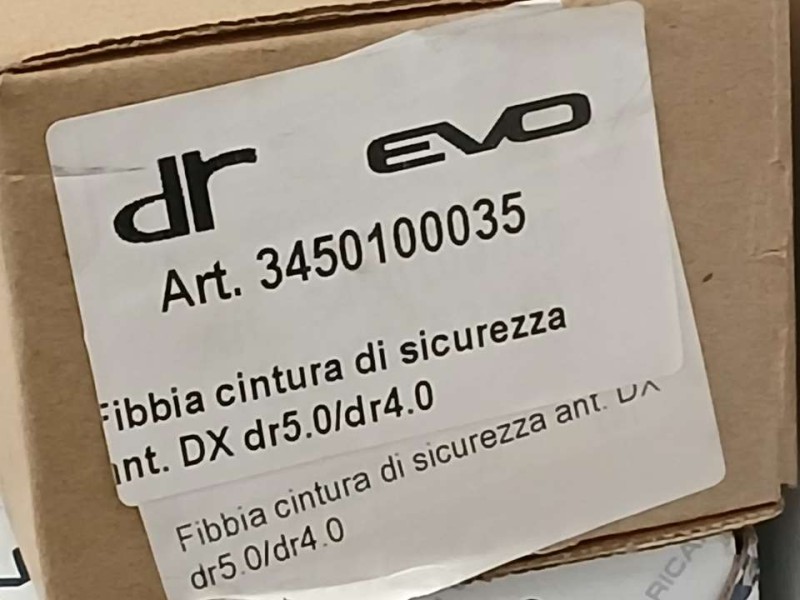 dr EVO
Art. 3450100035
Fibbia cintura di sicurezza
ant. DX dr5.0/dr4.0
Fibbia cintura di sicurezza ant. DX
dr5.0/dr4.0